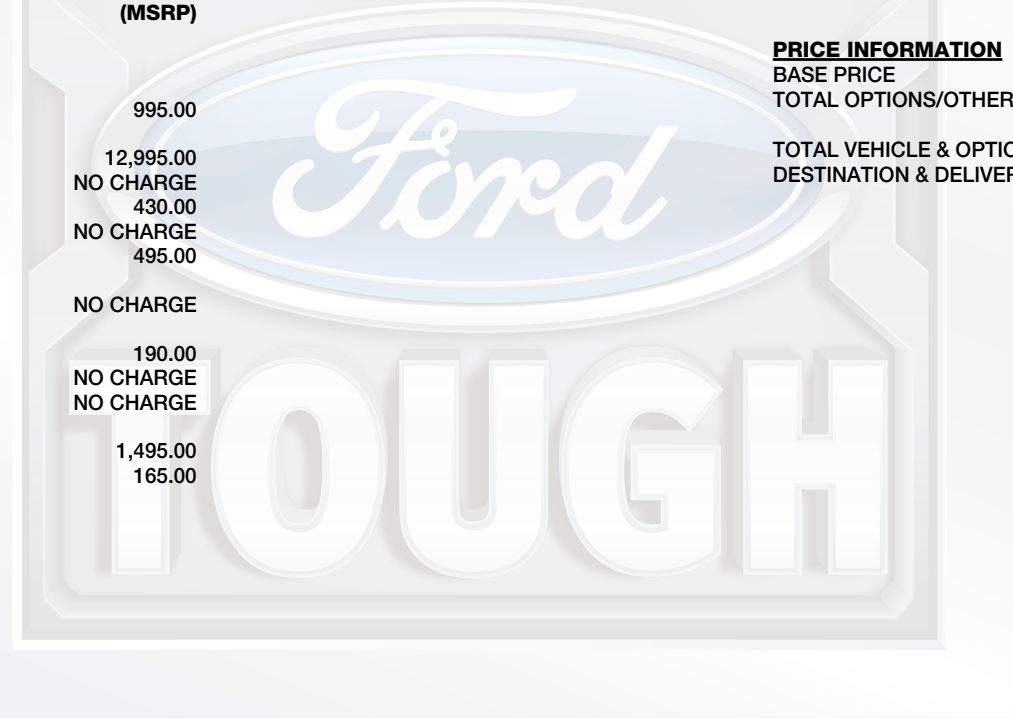 (MSRP)
995.00
12,995.00
NO CHARGE
430.00
NO CHARGE
495.00
NO CHARGE
190.00
NO CHARGE
NO CHARGE
1,495.00
165.00
PRICE INFORMATION
BASE PRICE
TOTAL OPTIONS/OTHER
TOTAL VEHICLE & OPTIO
DESTINATION & DELIVER
Ford
TOUGH